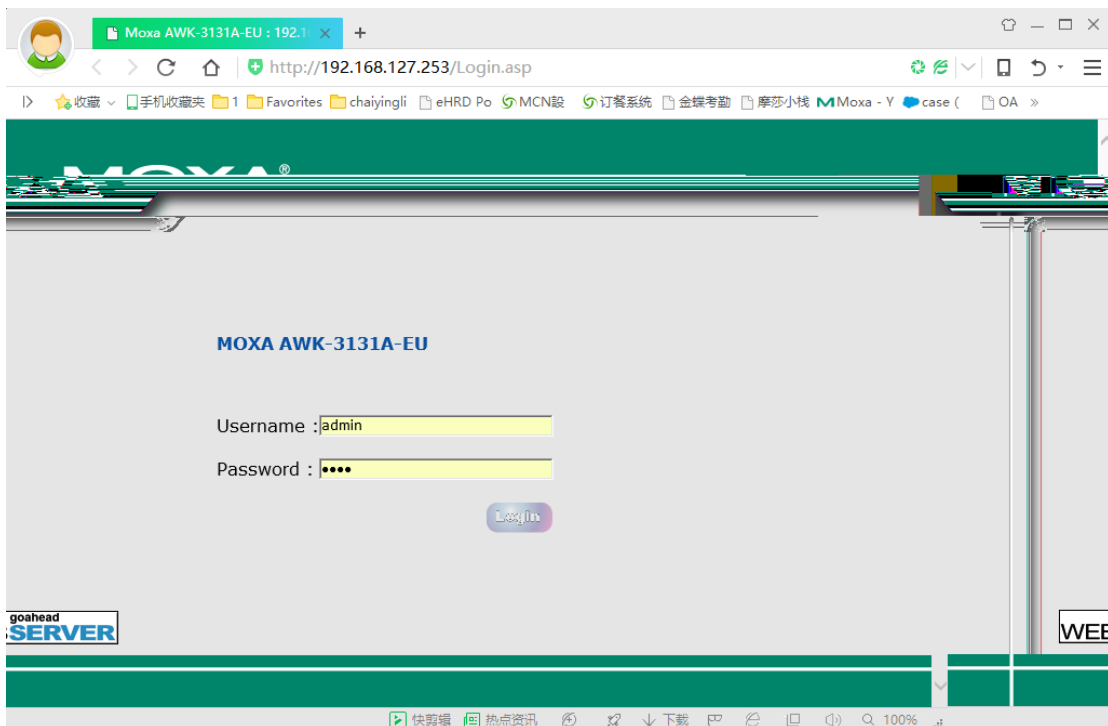 Moxa AWK-3131A-EU : 192.1
http://192.168.127.253/Login.asp
收藏 手机收藏夹 1 Favorites chaiyingli eHRD Po MCN設 订餐系统 金蝶考勤 摩莎小栈 Moxa - Y case ( OA »
MOXA®
MOXA AWK-3131A-EU
Username : admin
Password : ••••
Login
goahead
SERVER
WEB
快剪辑 热点资讯 下载 100%